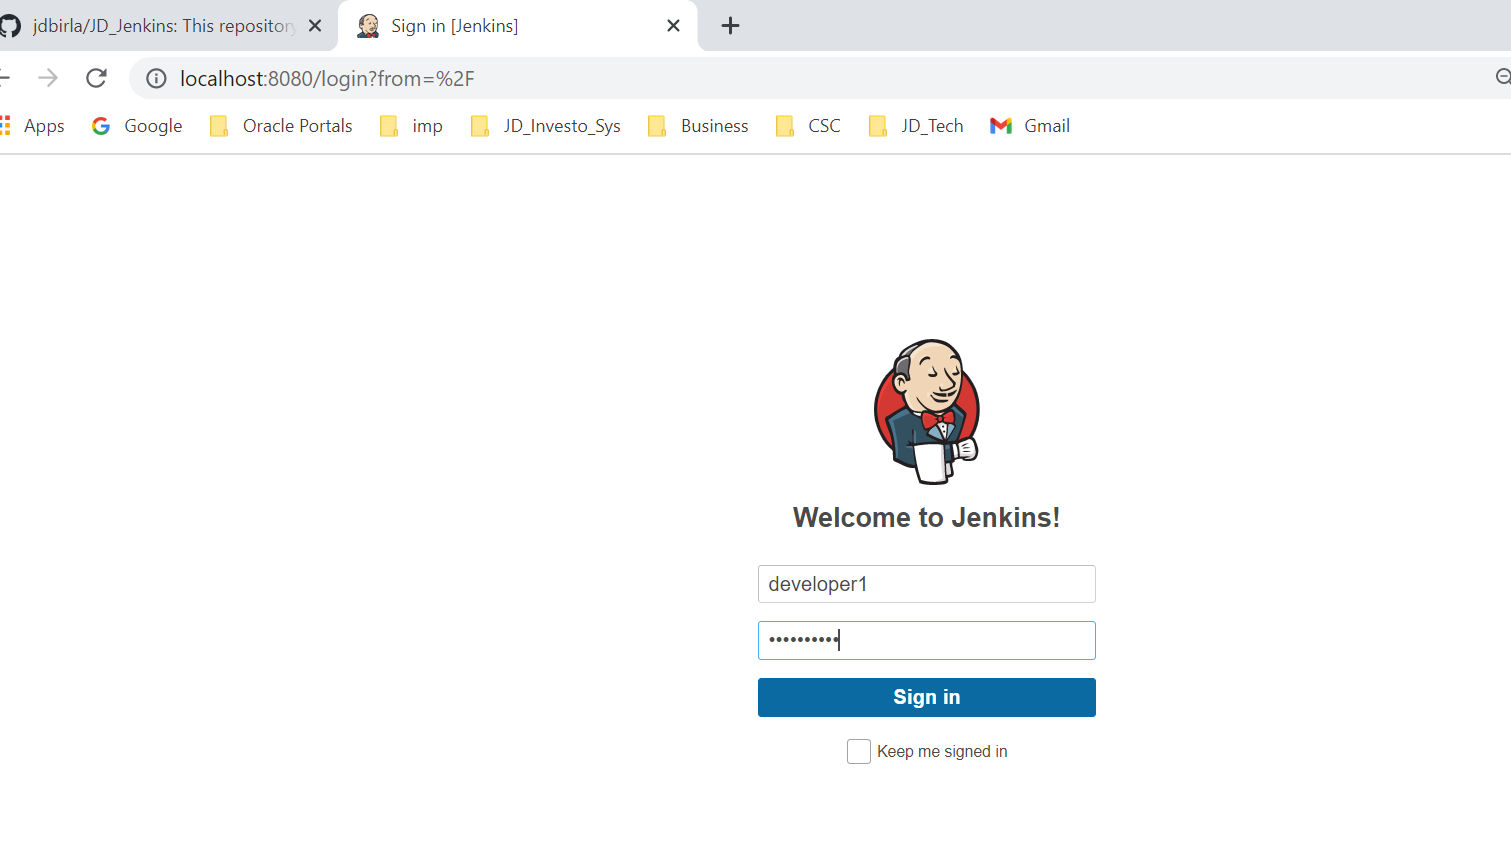 jdbirla/JD_Jenkins: This repository
Sign in [Jenkins]
localhost:8080/login?from=%2F
Apps Google Oracle Portals imp JD_Investo_Sys Business CSC JD_Tech Gmail
Welcome to Jenkins!
developer1
••••••••••
Sign in
Keep me signed in